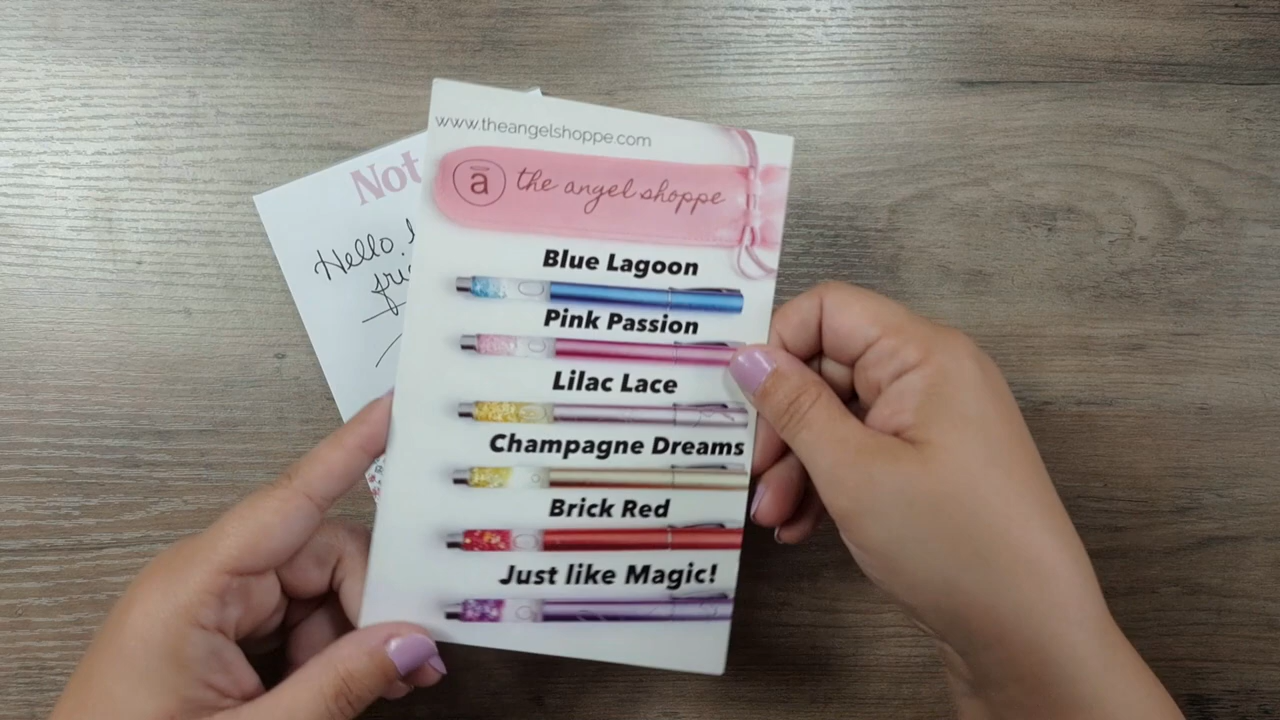 www.theangelshoppe.com
ā the angel shoppe
Blue Lagoon
Pink Passion
Lilac Lace
Champagne Dreams
Brick Red
Just like Magic!
Hello